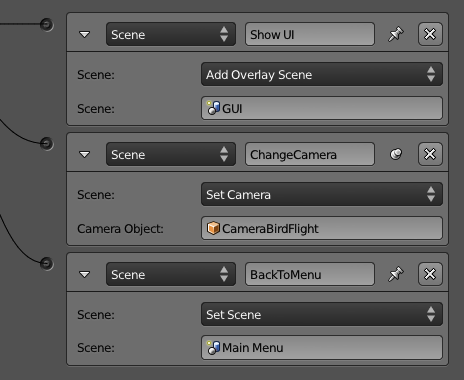 Scene Show UI
Scene: Add Overlay Scene
Scene: GUI
Scene ChangeCamera
Scene: Set Camera
Camera Object: CameraBirdFlight
Scene BackToMenu
Scene: Set Scene
Scene: Main Menu